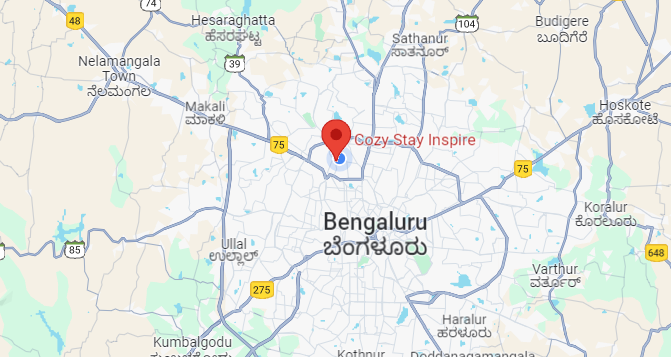 74
48
Hesaraghatta
ಹೆಸರಘಟ್ಟ
104
Budigere
ಬೂದಿಗೆರೆ
Sathanur
ಸಾತನೂರ್
Nelamangala
Town
ನೆಲಮಂಗಲ
39
Makali
ಮಾಕಳಿ
Hoskote
ಹೊಸಕೋಟೆ
75
Cozy Stay Inspire
75
Bengaluru
ಬೆಂಗಳೂರು
Koralur
ಕೊರಲೂರು
Ullal
ಉಲ್ಲಾಳ್
85
648
275
Varthur
ವರ್ತೂರ್
Haralur
ಹರಳೂರು
Kumbalgodu
Kothnur
Doddanagamangala